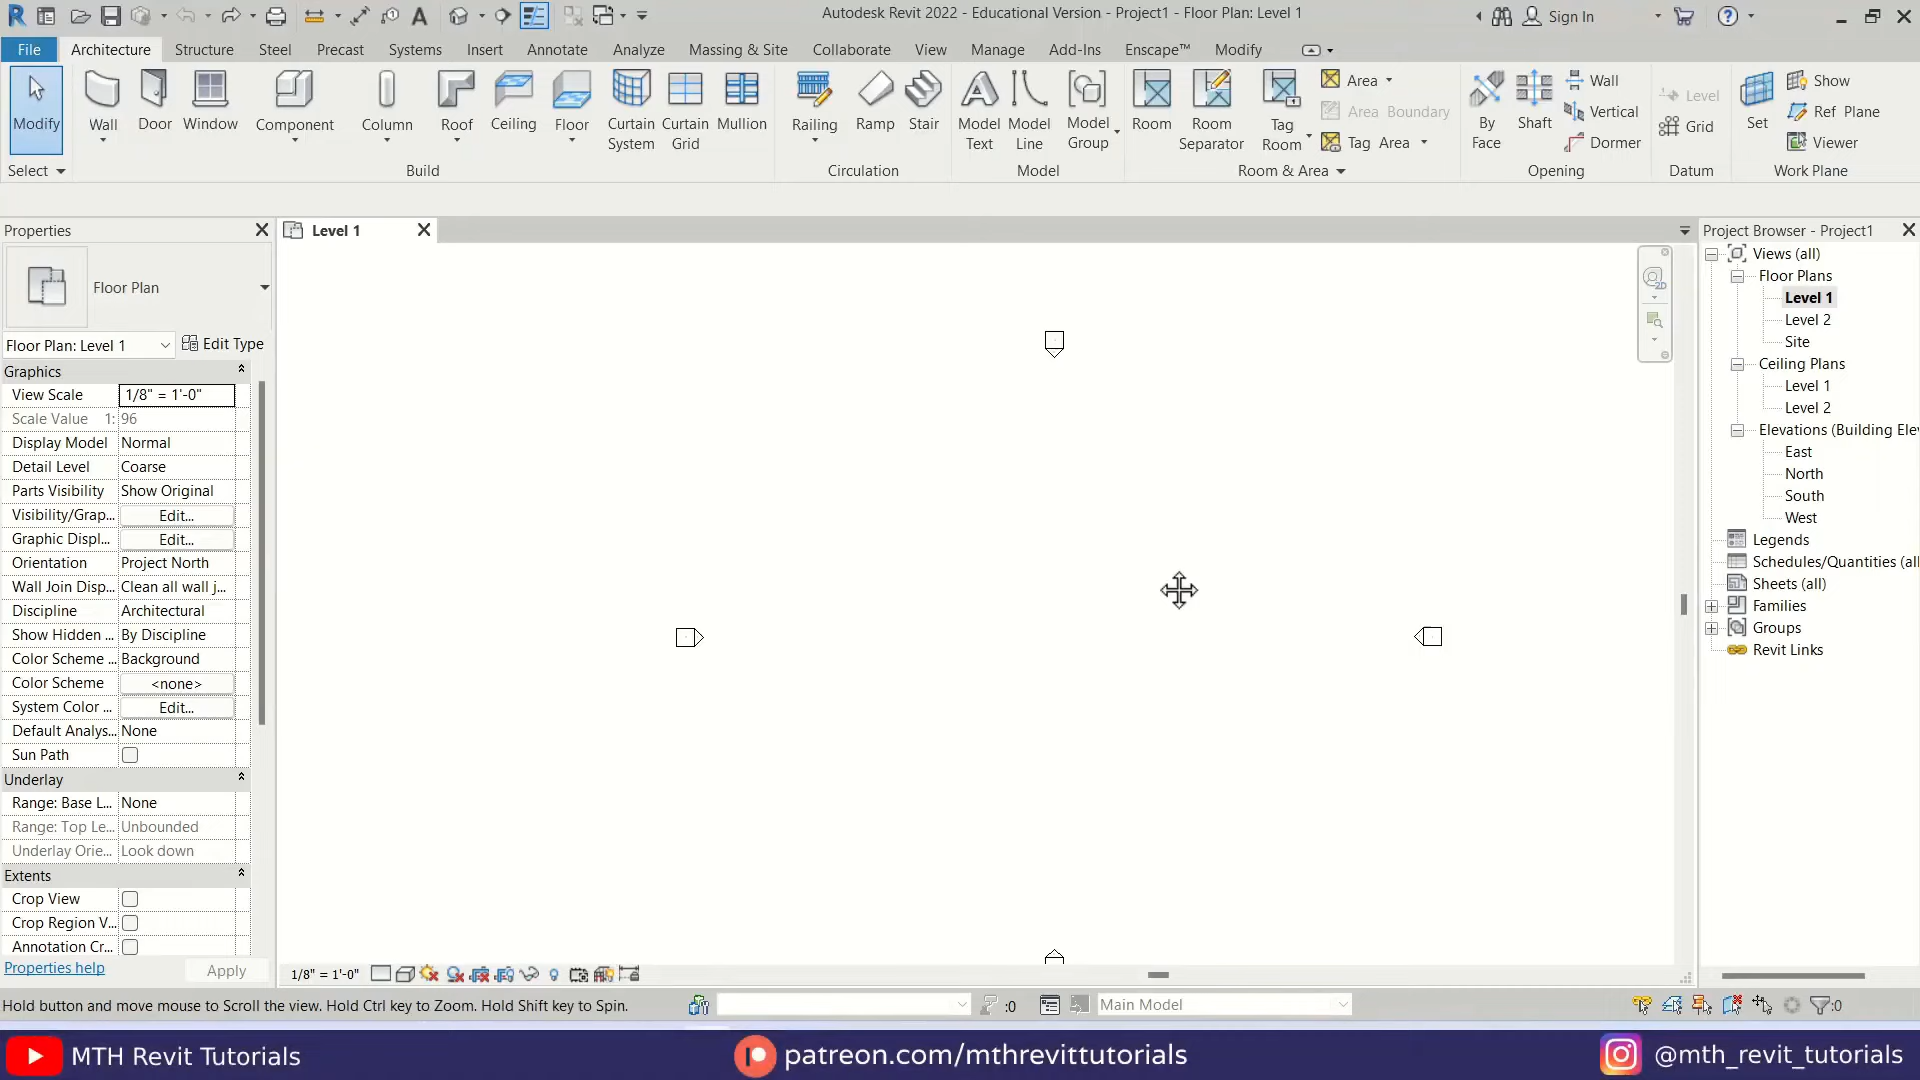 Autodesk Revit 2022 - Educational Version - Project1 - Floor Plan: Level 1
Sign In
File Architecture Structure Steel Precast Systems Insert Annotate Analyze Massing & Site Collaborate View Manage Add-Ins Enscape™ Modify
Modify
Wall
Door
Window
Component
Column
Roof
Ceiling
Floor
Curtain System
Curtain Grid
Mullion
Railing
Ramp
Stair
Model Text
Model Line
Model Group
Room
Room Separator
Tag Room
Area
Area Boundary
Tag Area
By Face
Shaft
Wall
Vertical
Dormer
Level
Grid
Set
Show
Ref Plane
Viewer
Select Build Circulation Model Room & Area Opening Datum Work Plane
Properties
Floor Plan
Floor Plan: Level 1 Edit Type
Graphics
View Scale 1/8" = 1'-0"
Scale Value 1: 96
Display Model Normal
Detail Level Coarse
Parts Visibility Show Original
Visibility/Grap... Edit...
Graphic Displ... Edit...
Orientation Project North
Wall Join Disp... Clean all wall j...
Discipline Architectural
Show Hidden ... By Discipline
Color Scheme ... Background
Color Scheme <none>
System Color ... Edit...
Default Analys... None
Sun Path
Underlay
Range: Base L... None
Range: Top Le... Unbounded
Underlay Orie... Look down
Extents
Crop View
Crop Region V...
Annotation Cr...
Properties help Apply
Level 1
2D
1/8" = 1'-0"
Project Browser - Project1
Views (all)
Floor Plans
Level 1
Level 2
Site
Ceiling Plans
Level 1
Level 2
Elevations (Building Ele
East
North
South
West
Legends
Schedules/Quantities (all
Sheets (all)
Families
Groups
Revit Links
Hold button and move mouse to Scroll the view. Hold Ctrl key to Zoom. Hold Shift key to Spin. :0 Main Model :0
MTH Revit Tutorials patreon.com/mthrevittutorials @mth_revit_tutorials